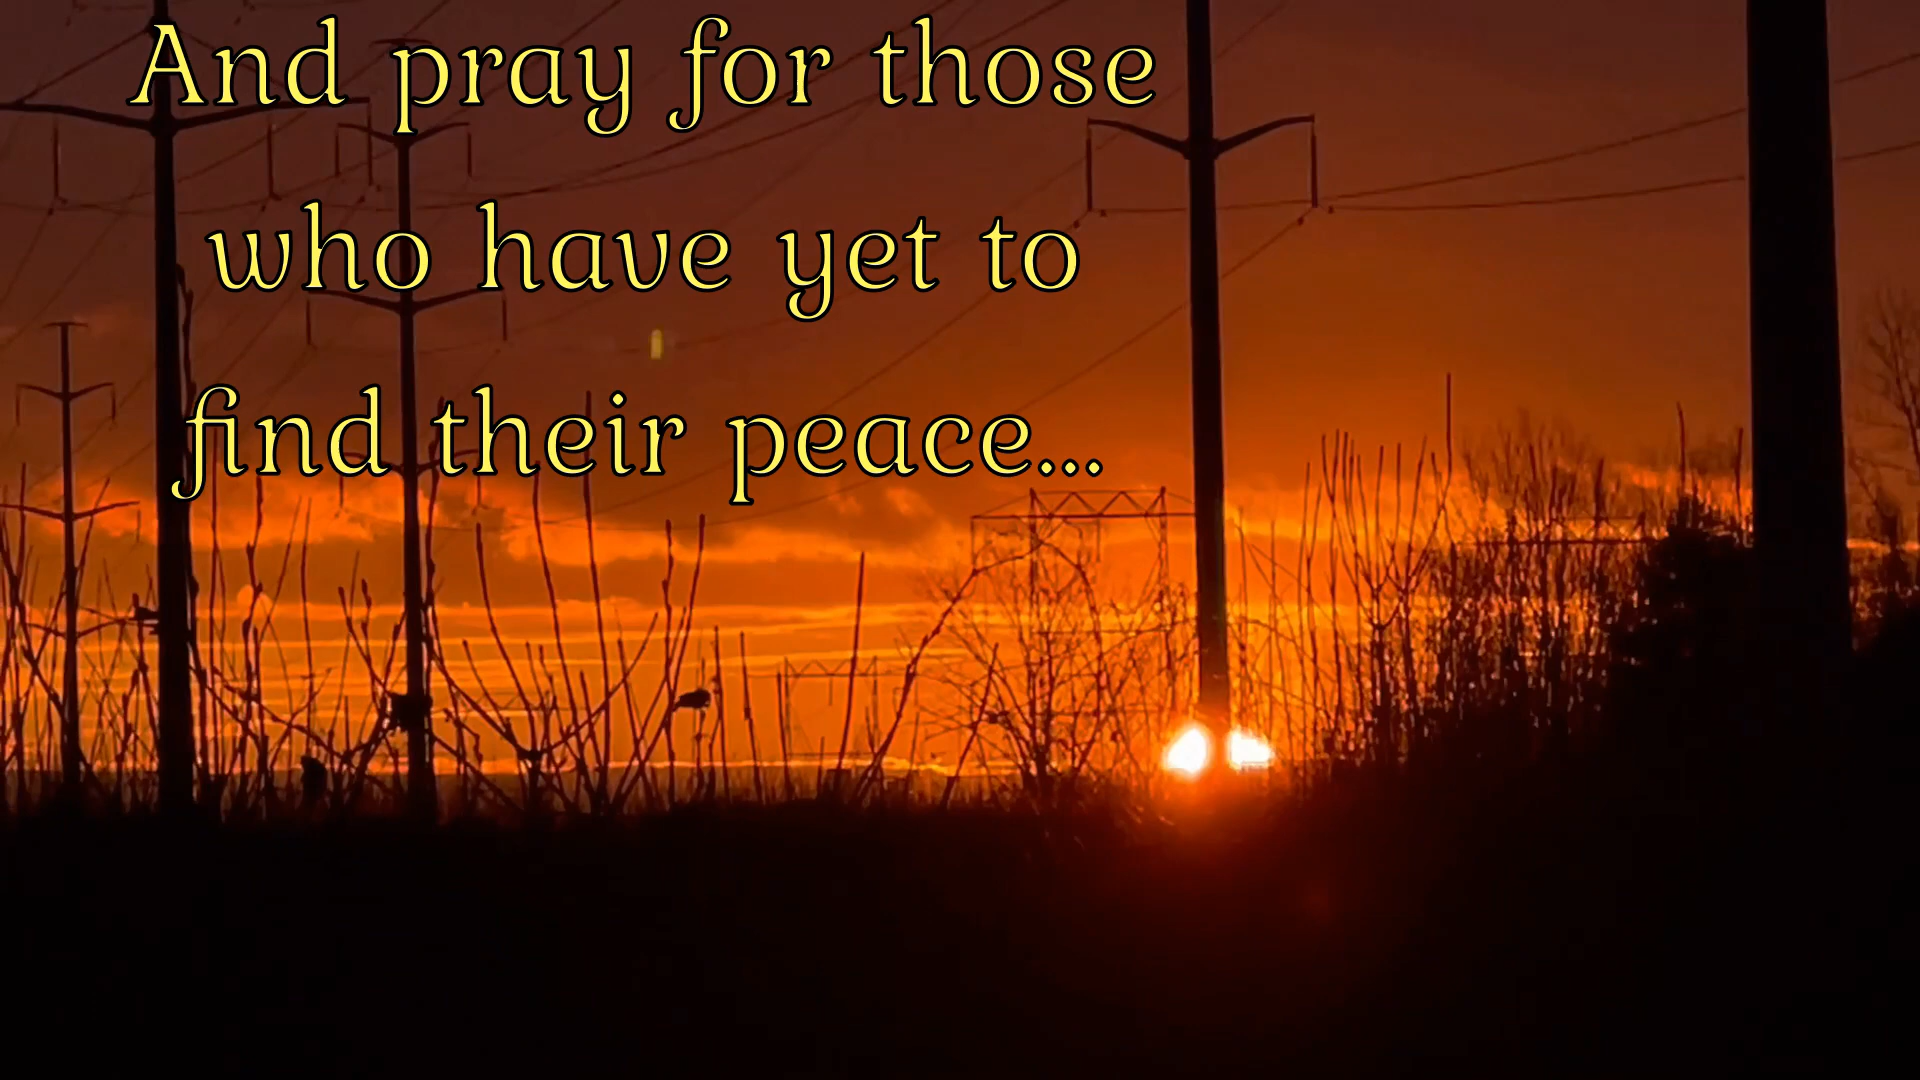 And pray for those
who have yet to
find their peace...